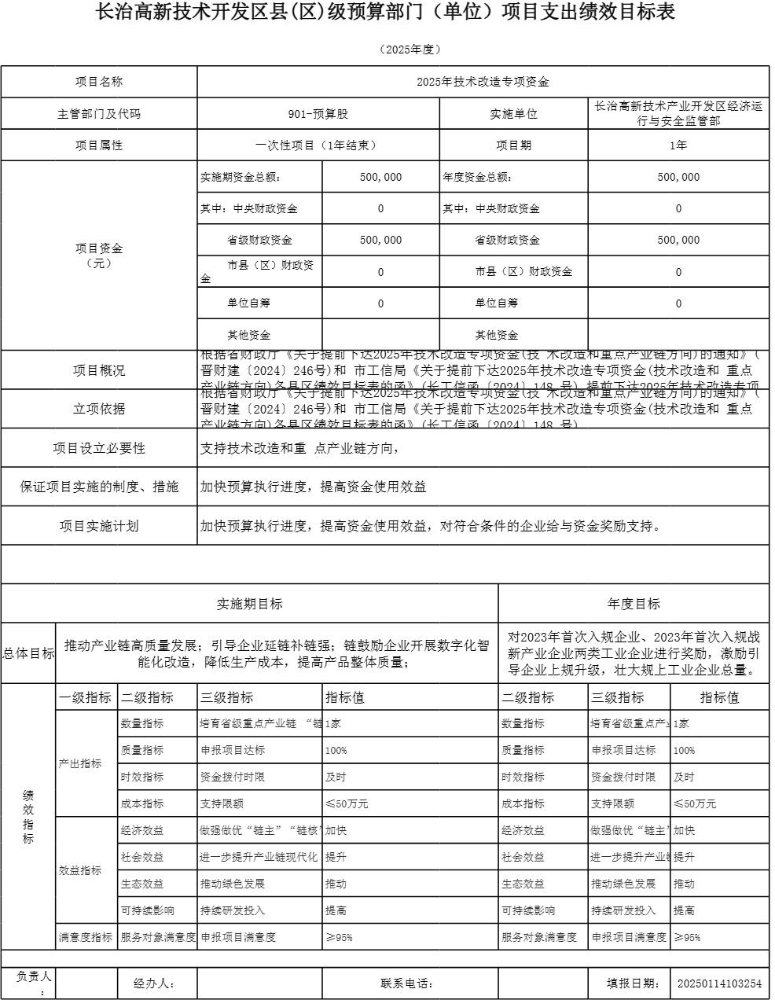 长治高新技术开发区县(区)级预算部门（单位）项目支出绩效目标表
（2025年度）
项目名称 2025年技术改造专项资金
主管部门及代码 901-预算股 实施单位 长治高新技术产业开发区经济运
行与安全监管部
项目属性 一次性项目（1年结束） 项目期 1年
项目资金
（元）
实施期资金总额： 500,000 年度资金总额： 500,000
其中：中央财政资金 0 其中：中央财政资金 0
省级财政资金 500,000 省级财政资金 500,000
市县（区）财政资
金 0 市县（区）财政资金 0
单位自筹 0 单位自筹 0
其他资金 其他资金
项目概况
根据省财政厅《关于提前下达2025年技术改造专项资金(技 术改造和重点产业链方向)的通知》(
晋财建〔2024〕246号)和 市工信局《关于提前下达2025年技术改造专项资金(技术改造和 重点
产业链方向)各县区绩效目标表的函》(长工信函〔2024〕148 号)，提前下达2025年技术改造专项
立项依据
根据省财政厅《关于提前下达2025年技术改造专项资金(技 术改造和重点产业链方向)的通知》(
晋财建〔2024〕246号)和 市工信局《关于提前下达2025年技术改造专项资金(技术改造和 重点
产业链方向)各县区绩效目标表的函》(长工信函〔2024〕148 号)
项目设立必要性 支持技术改造和重 点产业链方向，
保证项目实施的制度、措施 加快预算执行进度，提高资金使用效益
项目实施计划 加快预算执行进度，提高资金使用效益，对符合条件的企业给与资金奖励支持。
实施期目标 年度目标
总体目标
推动产业链高质量发展；引导企业延链补链强；链鼓励企业开展数字化智
能化改造，降低生产成本，提高产品整体质量；
对2023年首次入规企业、2023年首次入规战
新产业企业两类工业企业进行奖励，激励引
导企业上规升级，壮大规上工业企业总量。
绩效指标
一级指标 二级指标 三级指标 指标值 二级指标 三级指标 指标值
产出指标
数量指标 培育省级重点产业链 “链 1家 数量指标 培育省级重点产业 1家
质量指标 申报项目达标 100% 质量指标 申报项目达标 100%
时效指标 资金拨付时限 及时 时效指标 资金拨付时限 及时
成本指标 支持限额 ≤50万元 成本指标 支持限额 ≤50万元
效益指标
经济效益 做强做优“链主”“链核” 加快 经济效益 做强做优“链主” 加快
社会效益 进一步提升产业链现代化 提升 社会效益 进一步提升产业链 提升
生态效益 推动绿色发展 推动 生态效益 推动绿色发展 推动
可持续影响 持续研发投入 提高 可持续影响 持续研发投入 提高
满意度指标 服务对象满意度 申报项目满意度 ≥95% 服务对象满意度 申报项目满意度 ≥95%
负责人
： 经办人： 联系电话： 填报日期： 20250114103254